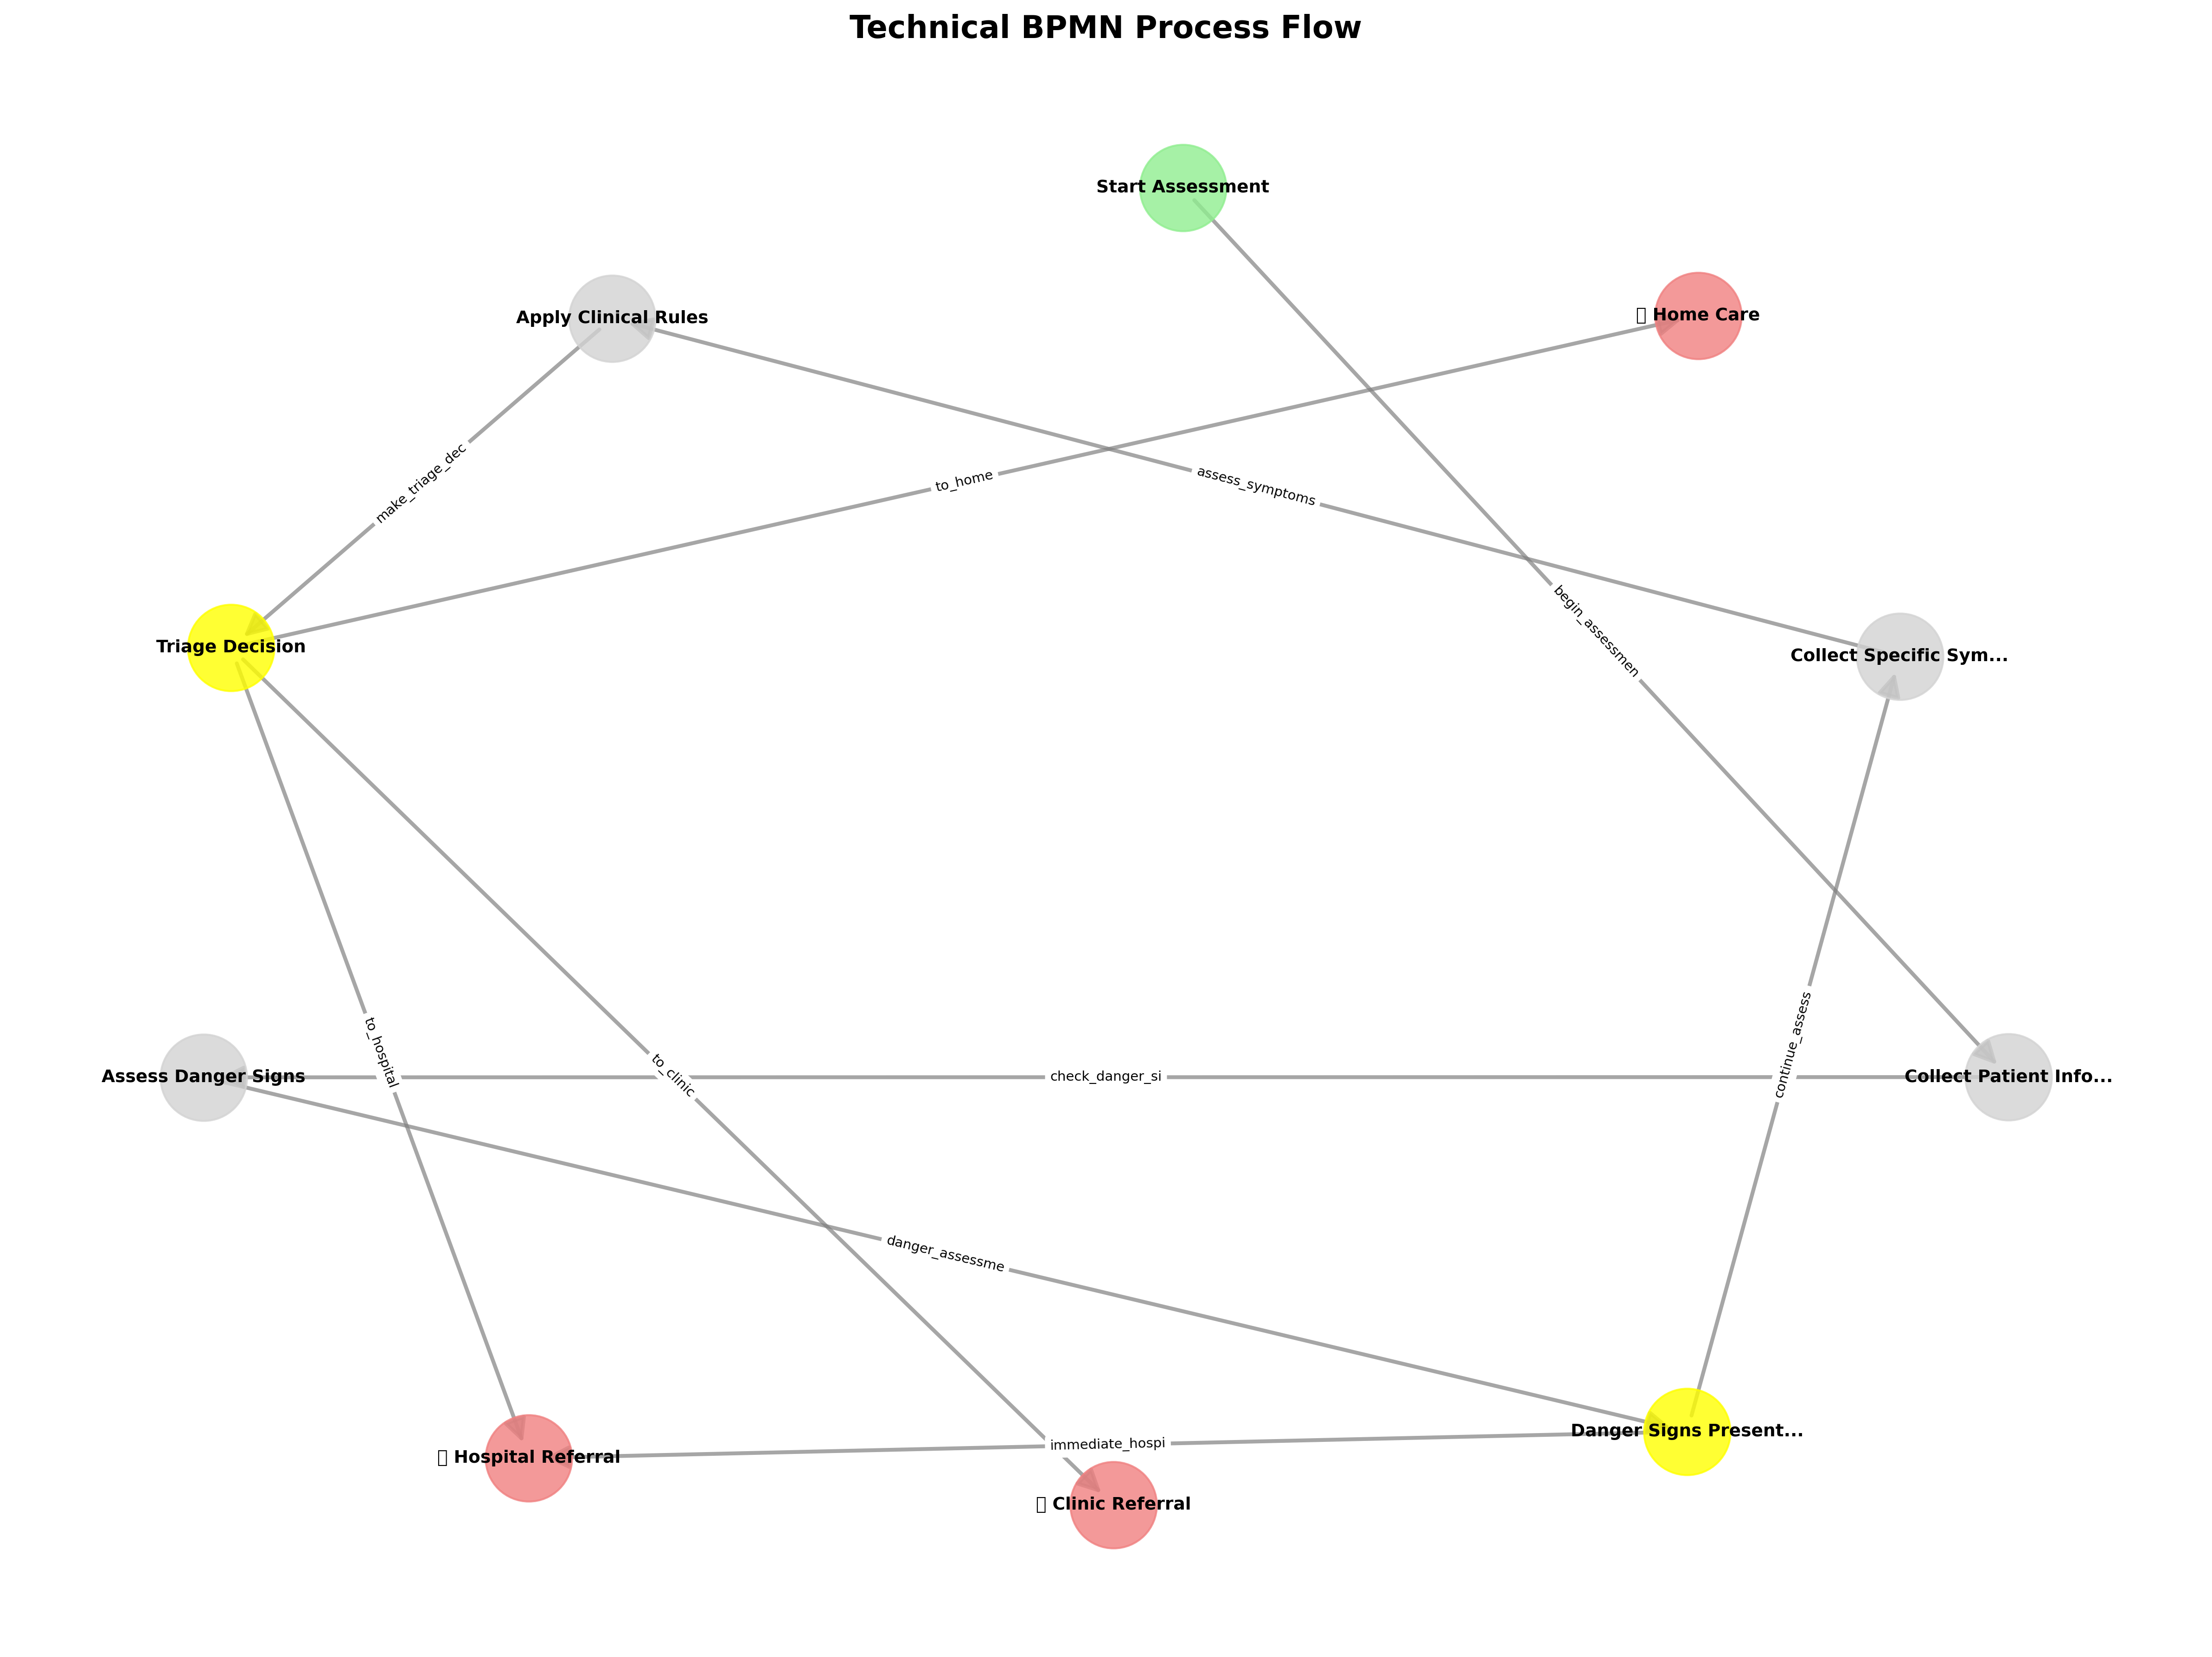 Technical BPMN Process Flow
Start Assessment
▯ Home Care
Apply Clinical Rules
to_home
assess_symptoms
make_triage_dec
begin_assessmen
Triage Decision
Collect Specific Sym...
to_hospital
to_clinic
continue_assess
Assess Danger Signs
check_danger_si
Collect Patient Info...
danger_assessme
Danger Signs Present...
immediate_hospi
▯ Hospital Referral
▯ Clinic Referral